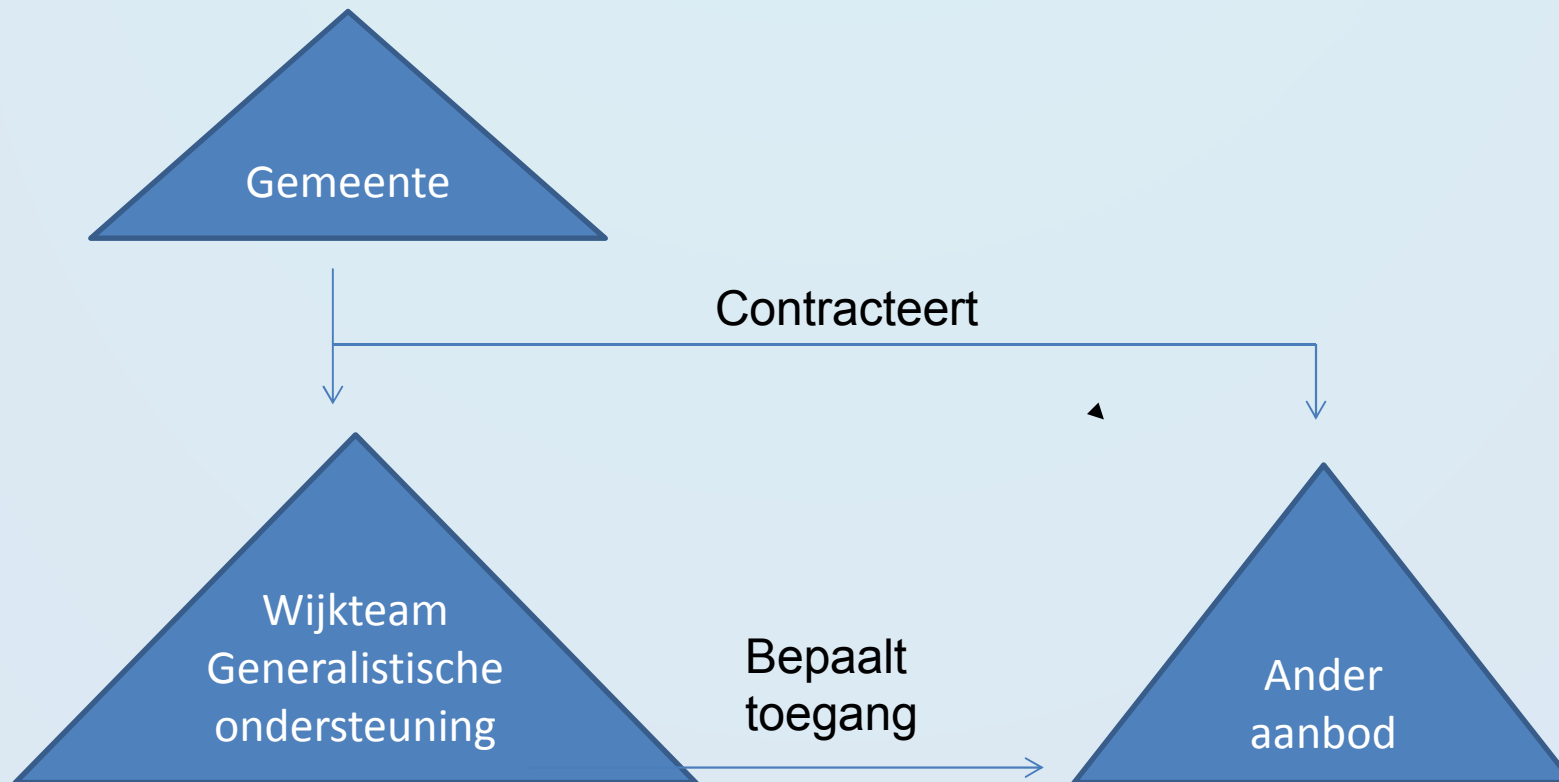 Gemeente
Contracteert
Wijkteam
Generalistische
ondersteuning
Bepaalt
toegang
Ander
aanbod